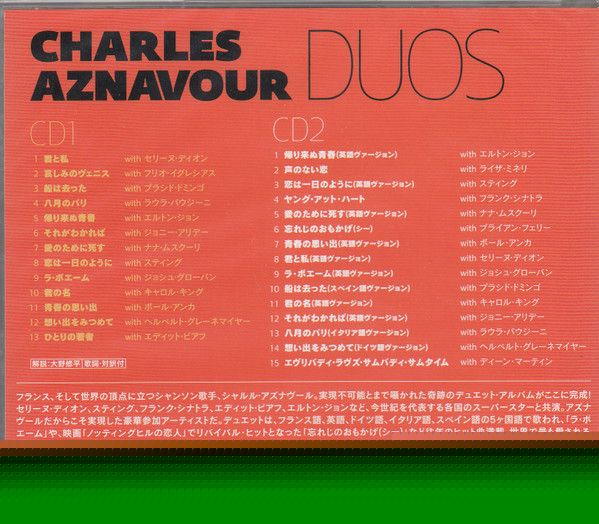 CHARLES
AZNAVOUR DUOS
CD1
1 君と私 with セリーヌ・ディオン
2 哀しみのヴェニス with フリオ・イグレシアス
3 船は去った with プラシド・ドミンゴ
4 八月のパリ with ラウラ・パウジーニ
5 帰り来ぬ青春 with エルトン・ジョン
6 それがわかれば with ジョニー・アリデー
7 愛のために死す with ナナ・ムスクーリ
8 恋は一日のように with スティング
9 ラ・ボエーム with ジョシュ・グローバン
10 君の名 with キャロル・キング
11 青春の思い出 with ポール・アンカ
12 想い出をみつめて with ヘルベルト・グレーネマイヤー
13 ひとりの若者 with エディット・ピアフ
CD2
1 帰り来ぬ青春(英語ヴァージョン) with エルトン・ジョン
2 声のない恋 with ライザ・ミネリ
3 恋は一日のように(英語ヴァージョン) with スティング
4 ヤング・アット・ハート with フランク・シナトラ
5 愛のために死す(英語ヴァージョン) with ナナ・ムスクーリ
6 忘れじのおもかげ(シー) with ブライアン・フェリー
7 青春の思い出(英語ヴァージョン) with ポール・アンカ
8 君と私(英語ヴァージョン) with セリーヌ・ディオン
9 ラ・ボエーム(英語ヴァージョン) with ジョシュ・グローバン
10 船は去った(スペイン語ヴァージョン) with プラシド・ドミンゴ
11 君の名(英語ヴァージョン) with キャロル・キング
12 それがわかれば(英語ヴァージョン) with ジョニー・アリデー
13 八月のパリ(イタリア語ヴァージョン) with ラウラ・パウジーニ
14 想い出をみつめて(ドイツ語ヴァージョン) with ヘルベルト・グレーネマイヤー
15 エヴリバディ・ラヴズ・サムバディ・サムタイム with ディーン・マーティン
解説:大野修平 歌詞・対訳付
フランス、そして世界の頂点に立つシャンソン歌手、シャルル・アズナヴール。実現不可能とまで囁かれた奇跡のデュエット・アルバムがここに完成!
セリーヌ・ディオン、スティング、フランク・シナトラ、エディット・ピアフ、エルトン・ジョンなど、今世紀を代表する各国のスーパースターと共演。アズナ
ヴールだからこそ実現した豪華参加アーティストだ。デュエットは、フランス語、英語、ドイツ語、イタリア語、スペイン語の5ヶ国語で歌われ、「ラ・ボ
エーム」や、映画「ノッティングヒルの恋人」でリバイバル・ヒットとなった「忘れじのおもかげ(シー)